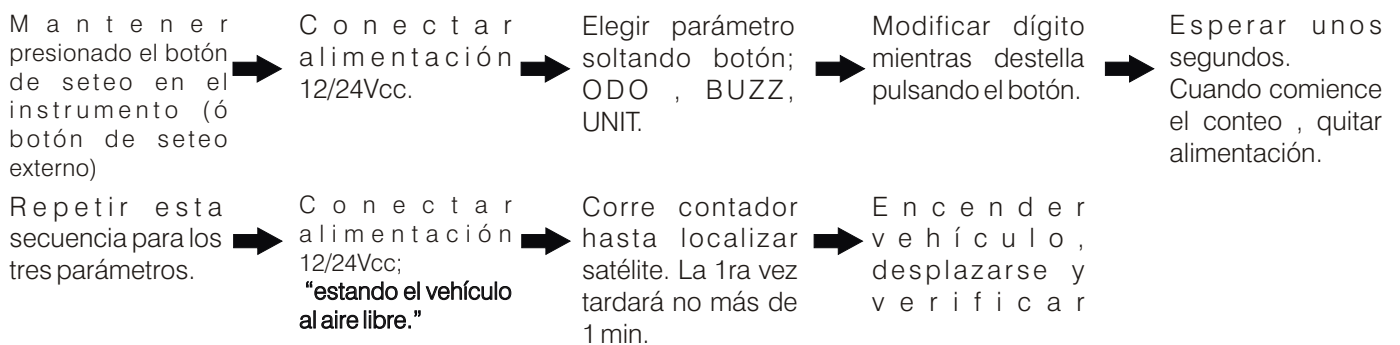 Mantener
presionado el botón
de seteo en el
instrumento (ó
botón de seteo
externo)
Conectar
alimentación
12/24Vcc.
Elegir parámetro
soltando botón;
ODO , BUZZ,
UNIT.
Modificar dígito
mientras destella
pulsando el botón.
Esperar unos
segundos.
Cuando comience
el conteo , quitar
alimentación.
Repetir esta
secuencia para los
tres parámetros.
Conectar
alimentación
12/24Vcc;
“estando el vehículo
al aire libre.”
Corre contador
hasta localizar
satélite. La 1ra vez
tardará no más de
1 min.
Encender
vehículo,
desplazarse y
verificar